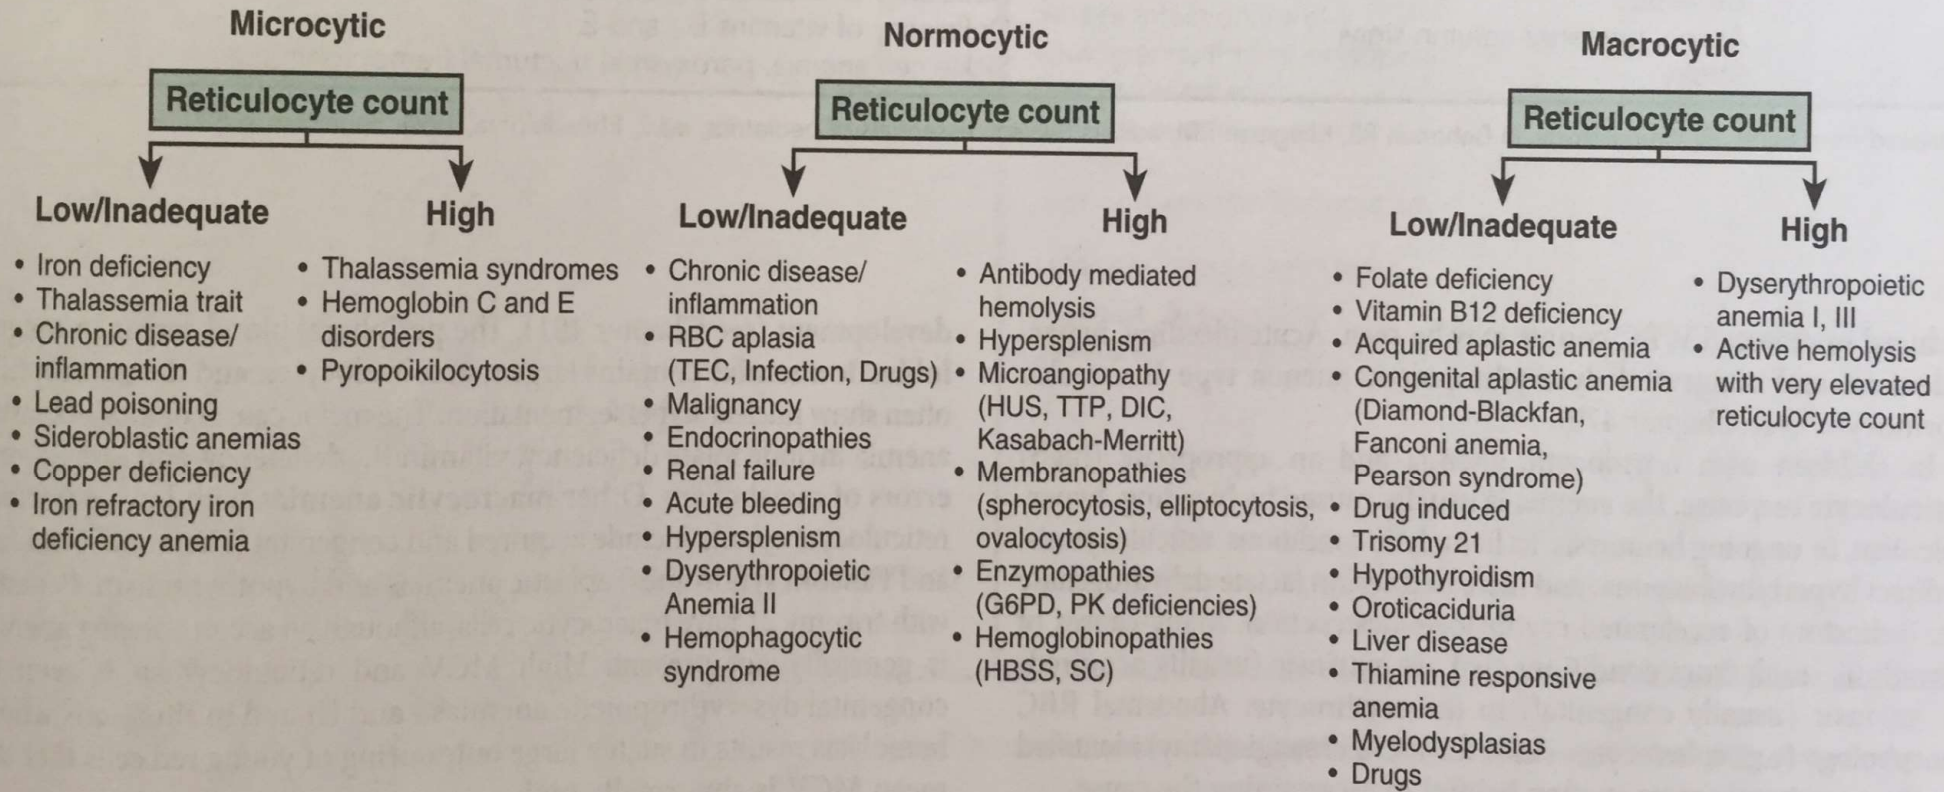 Microcytic
Reticulocyte count
Low/Inadequate
• Iron deficiency
• Thalassemia trait
• Chronic disease/
inflammation
• Lead poisoning
• Sideroblastic anemias
• Copper deficiency
• Iron refractory iron
deficiency anemia
High
• Thalassemia syndromes
• Hemoglobin C and E
disorders
• Pyropoikilocytosis
Normocytic
Reticulocyte count
Low/Inadequate
• Chronic disease/
inflammation
• RBC aplasia
(TEC, Infection, Drugs)
• Malignancy
• Endocrinopathies
• Renal failure
• Acute bleeding
• Hypersplenism
• Dyserythropoietic
Anemia II
• Hemophagocytic
syndrome
High
• Antibody mediated
hemolysis
• Hypersplenism
• Microangiopathy
(HUS, TTP, DIC,
Kasabach-Merritt)
• Membranopathies
(spherocytosis, elliptocytosis,
ovalocytosis)
• Enzymopathies
(G6PD, PK deficiencies)
• Hemoglobinopathies
(HBSS, SC)
Macrocytic
Reticulocyte count
Low/Inadequate
• Folate deficiency
• Vitamin B12 deficiency
• Acquired aplastic anemia
• Congenital aplastic anemia
(Diamond-Blackfan,
Fanconi anemia,
Pearson syndrome)
• Drug induced
• Trisomy 21
• Hypothyroidism
• Oroticaciduria
• Liver disease
• Thiamine responsive
anemia
• Myelodysplasias
• Drugs
High
• Dyserythropoietic
anemia I, III
• Active hemolysis
with very elevated
reticulocyte count